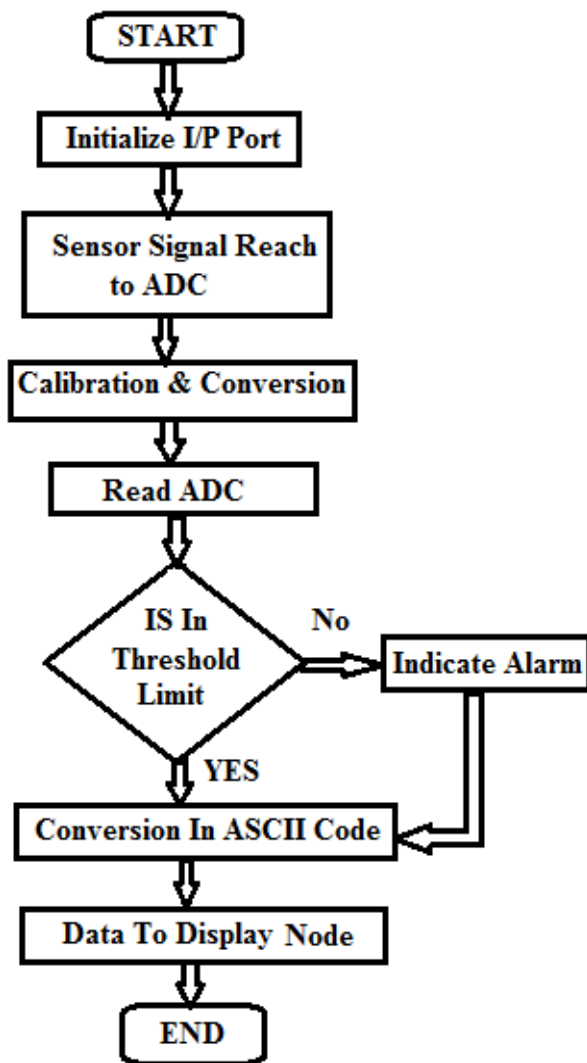 START
Initialize I/P Port
Sensor Signal Reach
to ADC
Calibration & Conversion
Read ADC
IS In
Threshold
Limit
No
Indicate Alarm
YES
Conversion In ASCII Code
Data To Display Node
END